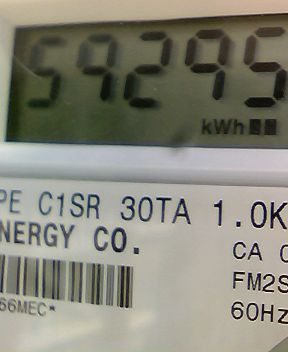 59295
kWh
PE C1SR 30TA 1.0K
NERGY CO.
CA C
FM2S
66MEC*
60Hz